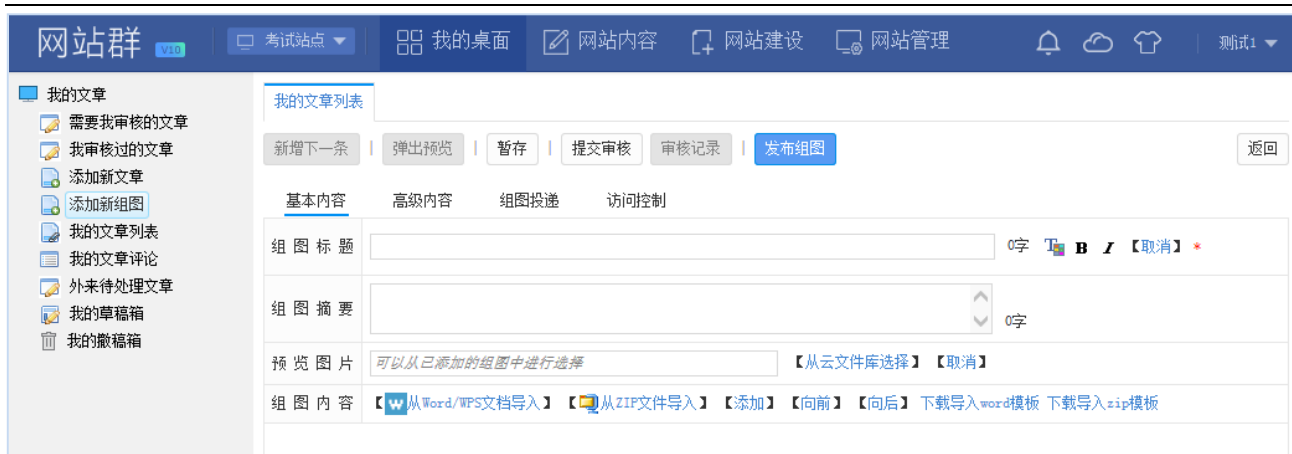 网站群 V10 考试站点 我的桌面 网站内容 网站建设 网站管理 测试1
我的文章
需要我审核的文章
我审核过的文章
添加新文章
添加新组图
我的文章列表
我的文章评论
外来待处理文章
我的草稿箱
我的撤稿箱
我的文章列表
新增下一条 | 弹出预览 | 暂存 | 提交审核 审核记录 | 发布组图 返回
基本内容 高级内容 组图投递 访问控制
组图标题 0字 T B I 【取消】 *
组图摘要 0字
预览图片 可以从已添加的组图中进行选择 【从云文件库选择】 【取消】
组图内容 【W从Word/WPS文档导入】 【从ZIP文件导入】 【添加】 【向前】 【向后】 下载导入word模板 下载导入zip模板